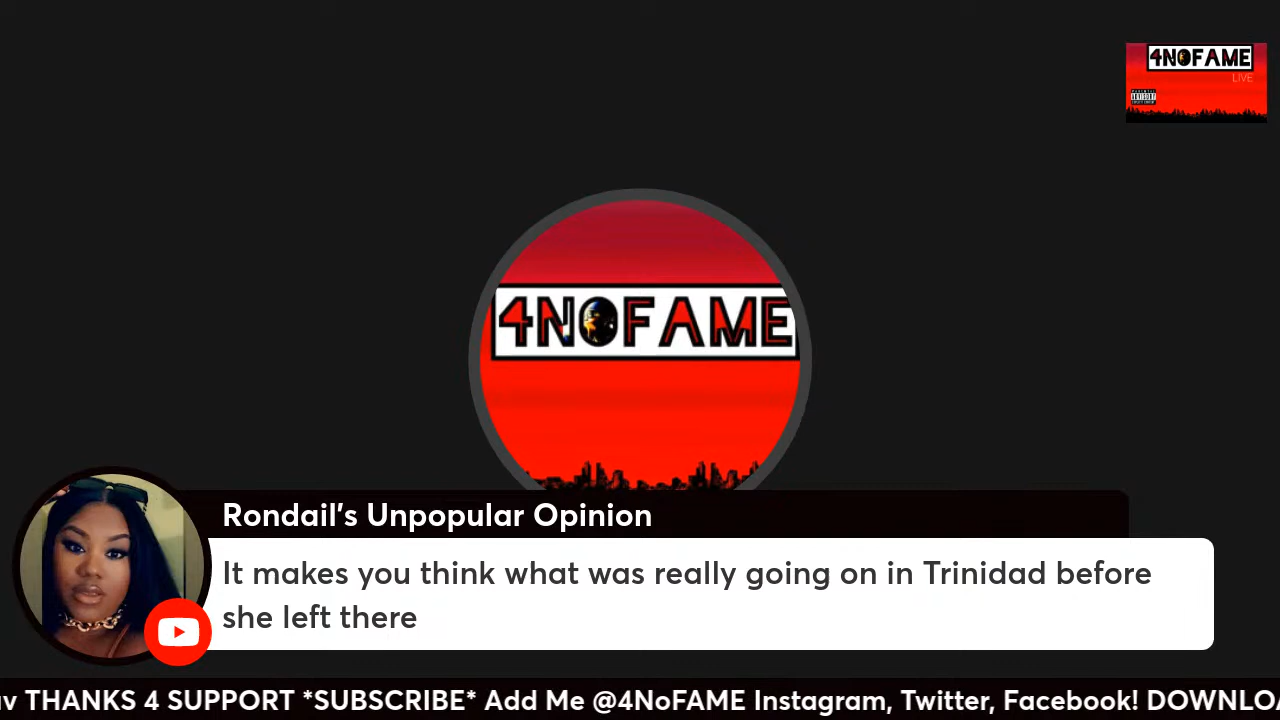 4NOFAME
LIVE
4NOFAME
Rondail's Unpopular Opinion
It makes you think what was really going on in Trinidad before
she left there
THANKS 4 SUPPORT *SUBSCRIBE* Add Me @4NoFAME Instagram, Twitter, Facebook!